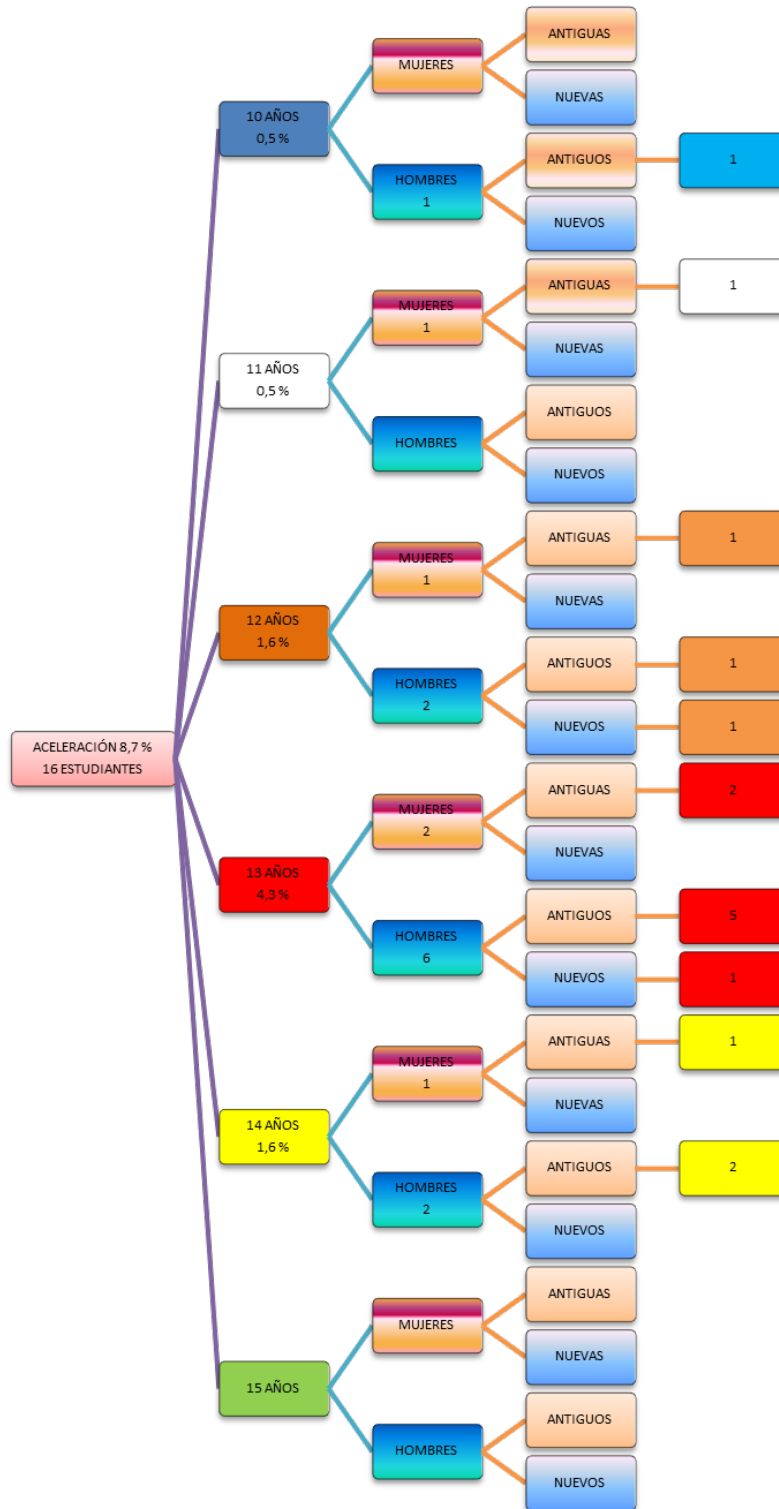 ANTIGUAS
MUJERES
NUEVAS
10 AÑOS
0,5 %
ANTIGUOS
1
HOMBRES
1
NUEVOS
ANTIGUAS
1
MUJERES
1
NUEVAS
11 AÑOS
0,5 %
ANTIGUOS
HOMBRES
NUEVOS
ANTIGUAS
1
MUJERES
1
NUEVAS
12 AÑOS
1,6 %
ANTIGUOS
1
HOMBRES
2
NUEVOS
1
ACELERACIÓN 8,7 %
16 ESTUDIANTES
ANTIGUAS
2
MUJERES
2
NUEVAS
13 AÑOS
4,3 %
ANTIGUOS
5
HOMBRES
6
NUEVOS
1
ANTIGUAS
1
MUJERES
1
NUEVAS
14 AÑOS
1,6 %
ANTIGUOS
2
HOMBRES
2
NUEVOS
ANTIGUAS
MUJERES
NUEVAS
15 AÑOS
ANTIGUOS
HOMBRES
NUEVOS